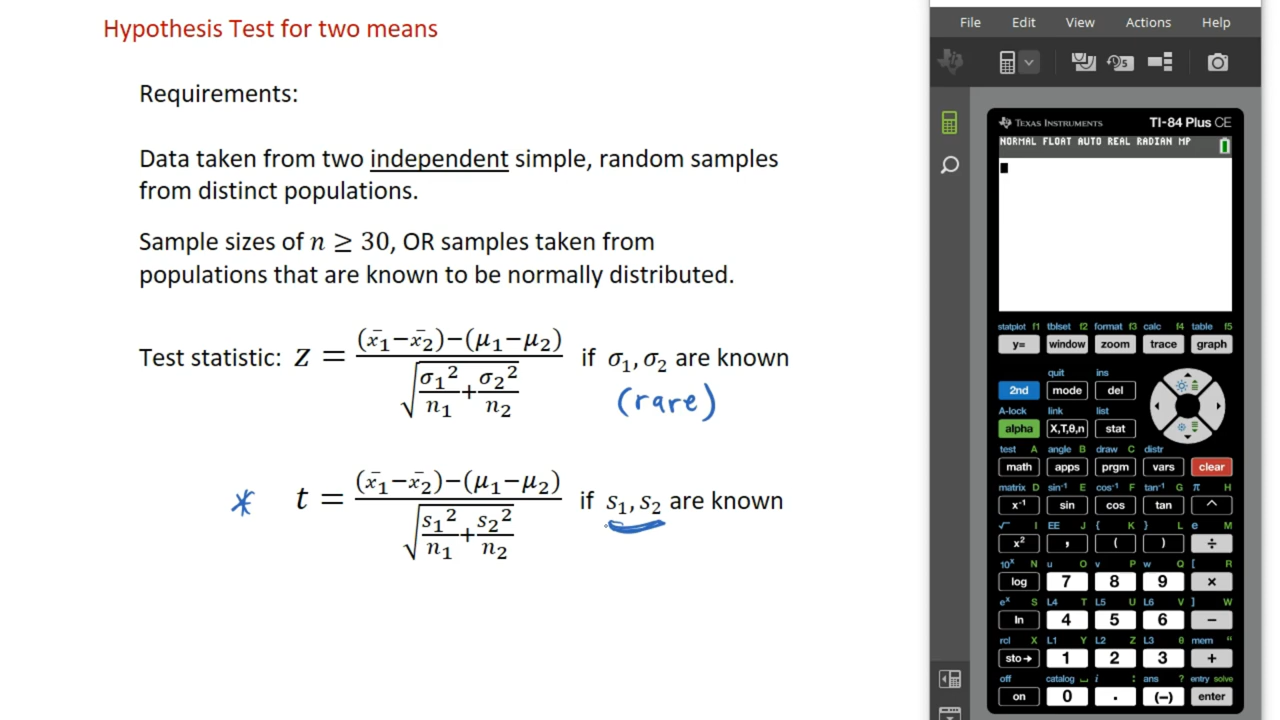 Hypothesis Test for two means
Requirements:
Data taken from two independent simple, random samples
from distinct populations.
Sample sizes of n ≥ 30, OR samples taken from
populations that are known to be normally distributed.
Test statistic: z = ((x̄₁−x̄₂)−(μ₁−μ₂))/√(σ₁²/n₁+σ₂²/n₂) if σ₁, σ₂ are known
(rare)
* t = ((x̄₁−x̄₂)−(μ₁−μ₂))/√(s₁²/n₁+s₂²/n₂) if s₁, s₂ are known
File Edit View Actions Help
TEXAS INSTRUMENTS TI-84 Plus CE
NORMAL FLOAT AUTO REAL RADIAN MP
statplot f1 tblset f2 format f3 calc f4 table f5
y= window zoom trace graph
quit ins
2nd mode del
A-lock link list
alpha X,T,θ,n stat
test A angle B draw C distr
math apps prgm vars clear
matrix D sin⁻¹ E cos⁻¹ F tan⁻¹ G π H
x⁻¹ sin cos tan ^
√ I EE J { K } L e M
x² , ( ) ÷
10ˣ N u O v P w Q [ R
log 7 8 9 ×
eˣ S L4 T L5 U L6 V ] W
ln 4 5 6 −
rcl X L1 Y L2 Z L3 θ mem "
sto→ 1 2 3 +
off catalog ⎵ i : ans ? entry solve
on 0 . (−) enter